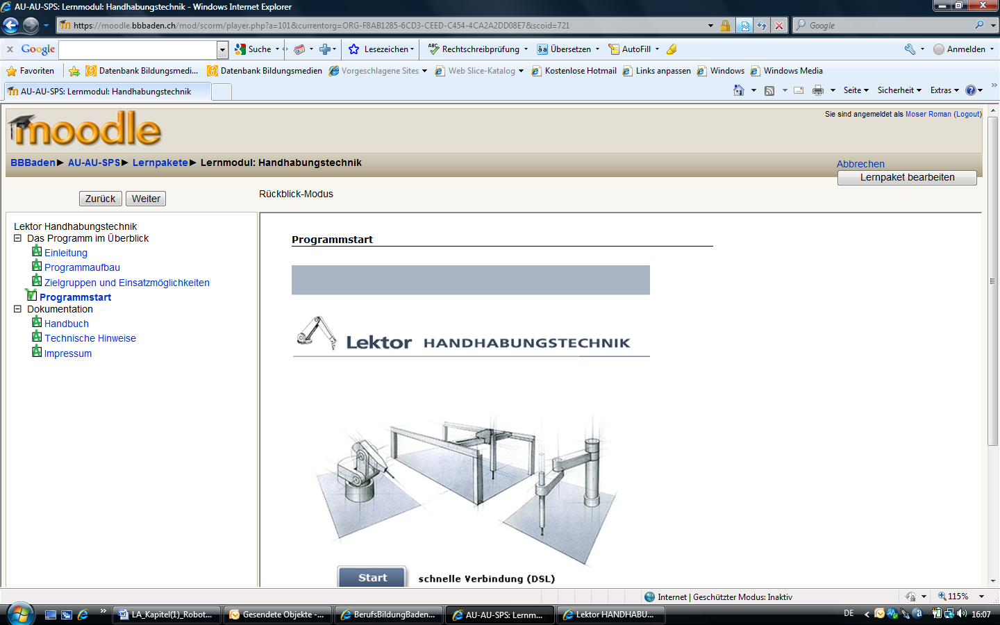 AU-AU-SPS: Lernmodul: Handhabungstechnik - Windows Internet Explorer
https://moodle.bbbaden.ch/mod/scorm/player.php?a=101&currentorg=ORG-F8AB1285-6CD3-CEED-C454-4CA2A2DD08E7&scoid=721
Google
x Google Suche Lesezeichen Rechtschreibprüfung Übersetzen AutoFill Anmelden
Favoriten Datenbank Bildungsmedi... Datenbank Bildungsmedien Vorgeschlagene Sites Web Slice-Katalog Kostenlose Hotmail Links anpassen Windows Windows Media
AU-AU-SPS: Lernmodul: Handhabungstechnik
Seite Sicherheit Extras
moodle
Sie sind angemeldet als Moser Roman (Logout)
BBBaden ► AU-AU-SPS ► Lernpakete ► Lernmodul: Handhabungstechnik
Abbrechen
Lernpaket bearbeiten
Zurück Weiter
Rückblick-Modus
Lektor Handhabungstechnik
Das Programm im Überblick
Einleitung
Programmaufbau
Zielgruppen und Einsatzmöglichkeiten
Programmstart
Dokumentation
Handbuch
Technische Hinweise
Impressum
Programmstart
Lektor HANDHABUNGSTECHNIK
Start schnelle Verbindung (DSL)
Internet | Geschützter Modus: Inaktiv
115%
LA_Kapitel(1)_Robot... Gesendete Objekte -... BerufsBildungBaden... AU-AU-SPS: Lernm... Lektor HANDHABU...
DE
16:07